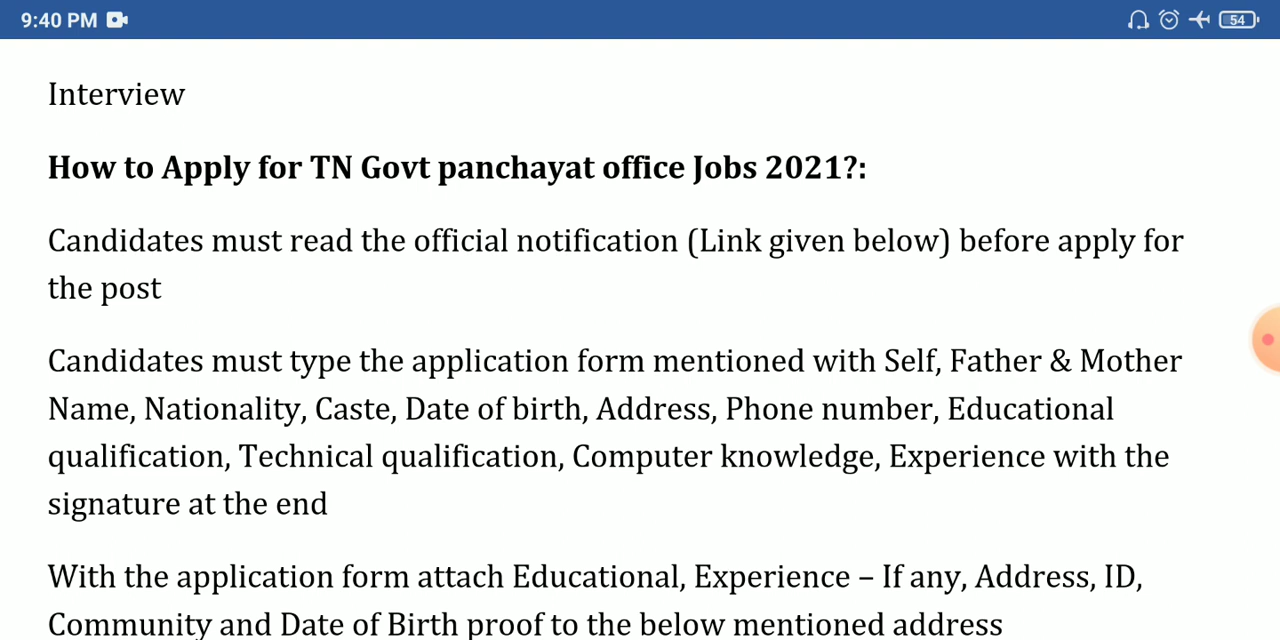 9:40 PM
54
Interview
How to Apply for TN Govt panchayat office Jobs 2021?:
Candidates must read the official notification (Link given below) before apply for
the post
Candidates must type the application form mentioned with Self, Father & Mother
Name, Nationality, Caste, Date of birth, Address, Phone number, Educational
qualification, Technical qualification, Computer knowledge, Experience with the
signature at the end
With the application form attach Educational, Experience – If any, Address, ID,
Community and Date of Birth proof to the below mentioned address